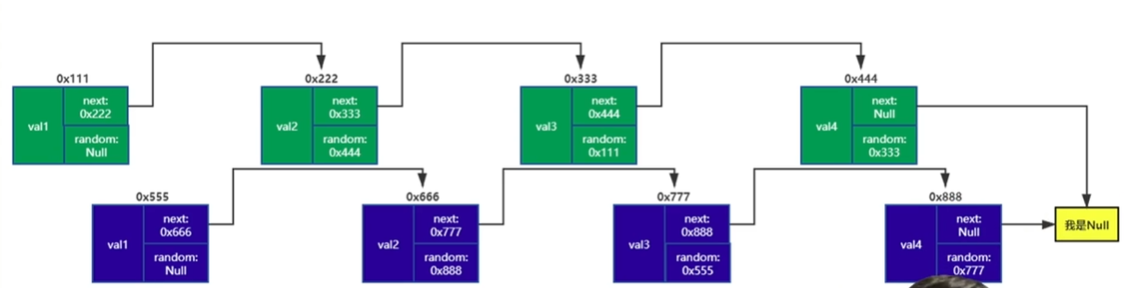 0x111
val1
next:
0x222
random:
Null
0x222
val2
next:
0x333
random:
0x444
0x333
val3
next:
0x444
random:
0x111
0x444
val4
next:
Null
random:
0x333
0x555
val1
next:
0x666
random:
Null
0x666
val2
next:
0x777
random:
0x888
0x777
val3
next:
0x888
random:
0x555
0x888
val4
next:
Null
random:
0x777
我是Null